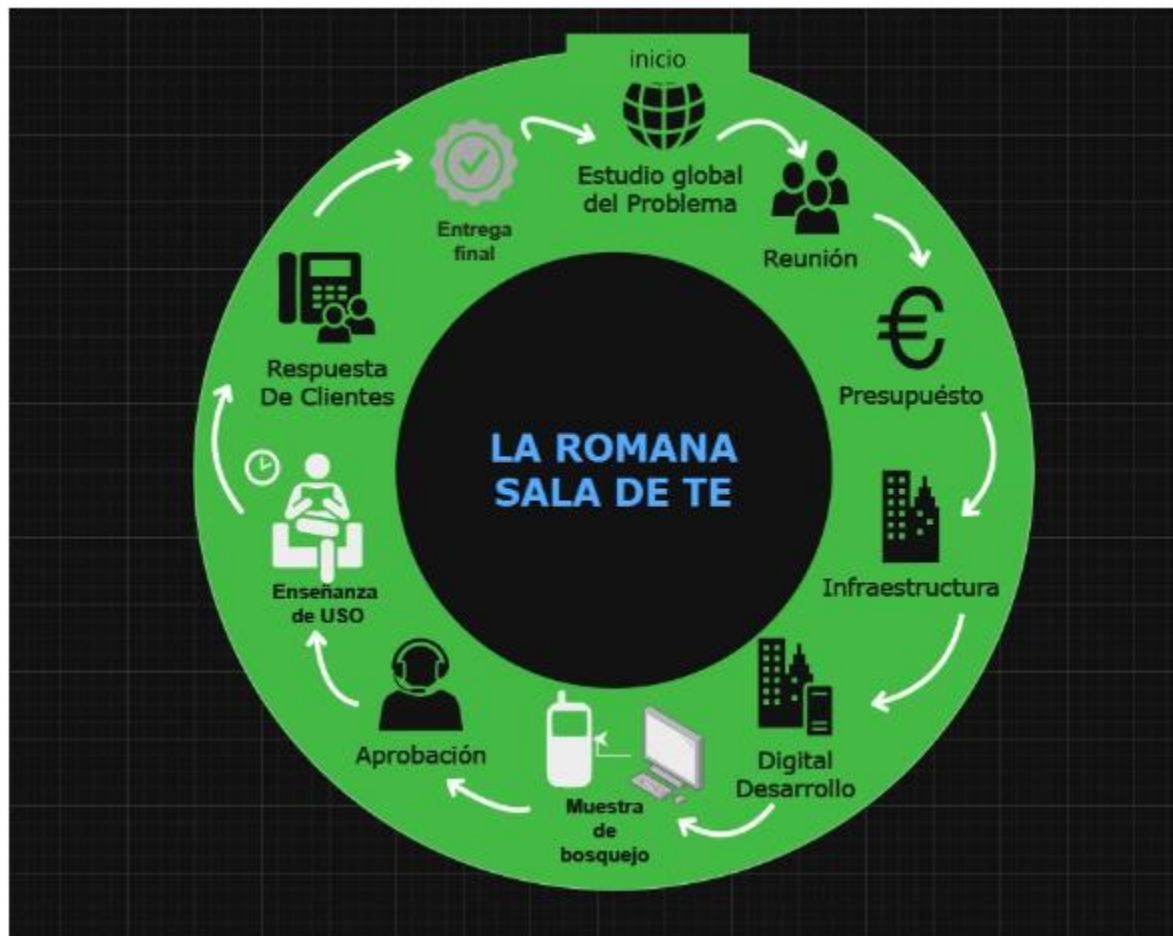 inicio
Estudio global
del Problema
Reunión
Presupuésto
Infraestructura
Digital
Desarrollo
Muestra
de
bosquejo
Aprobación
Enseñanza
de USO
Respuesta
De Clientes
Entrega
final
LA ROMANA
SALA DE TE